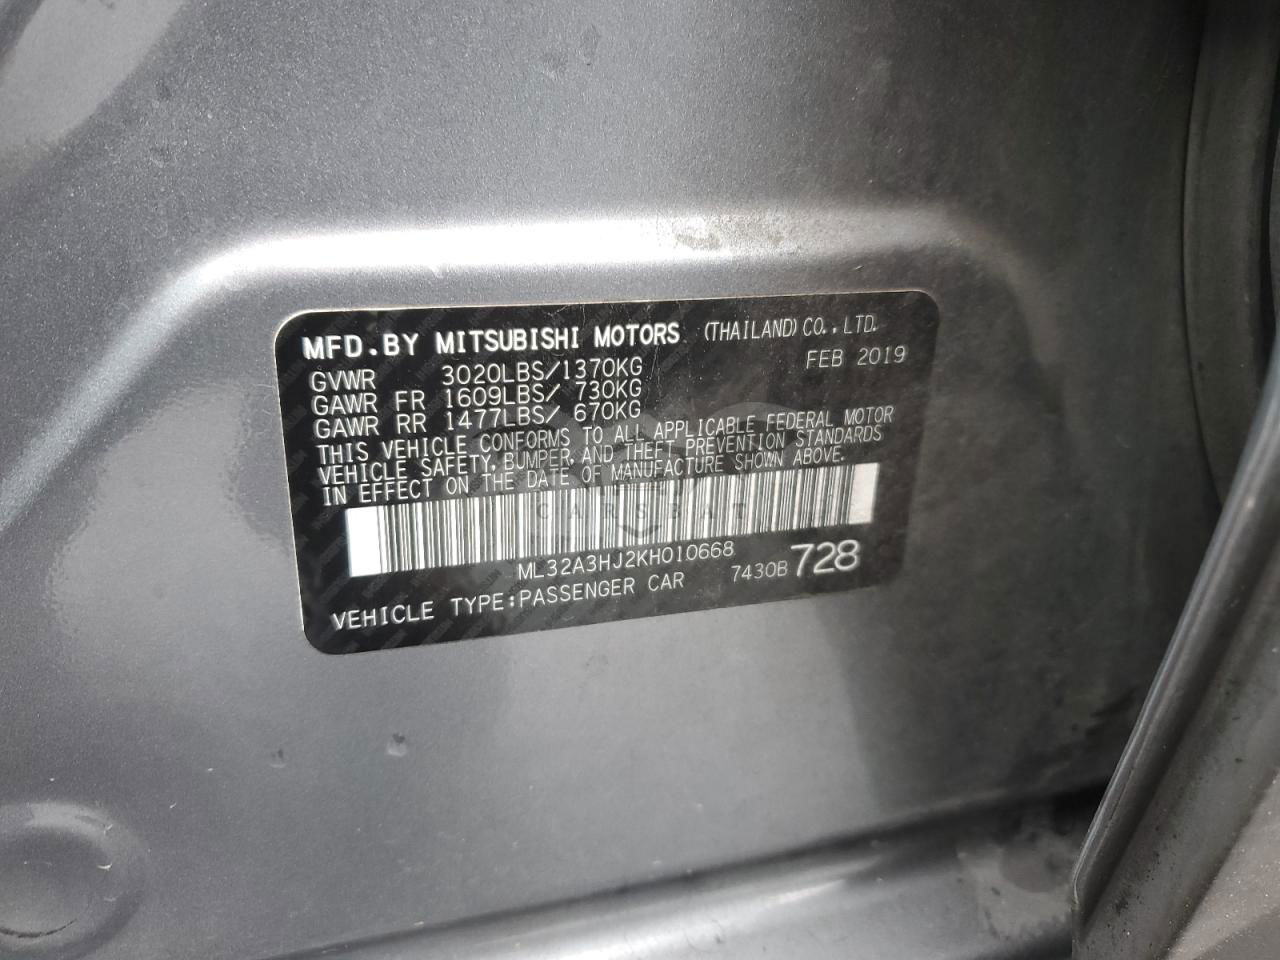 MFD.BY MITSUBISHI MOTORS (THAILAND) CO., LTD.
FEB 2019
GVWR 3020LBS/1370KG
GAWR FR 1609LBS/ 730KG
GAWR RR 1477LBS/ 670KG
THIS VEHICLE CONFORMS TO ALL APPLICABLE FEDERAL MOTOR
VEHICLE SAFETY, BUMPER, AND THEFT PREVENTION STANDARDS
IN EFFECT ON THE DATE OF MANUFACTURE SHOWN ABOVE.
CARSBAT
ML32A3HJ2KH010668
VEHICLE TYPE:PASSENGER CAR 7430B 728